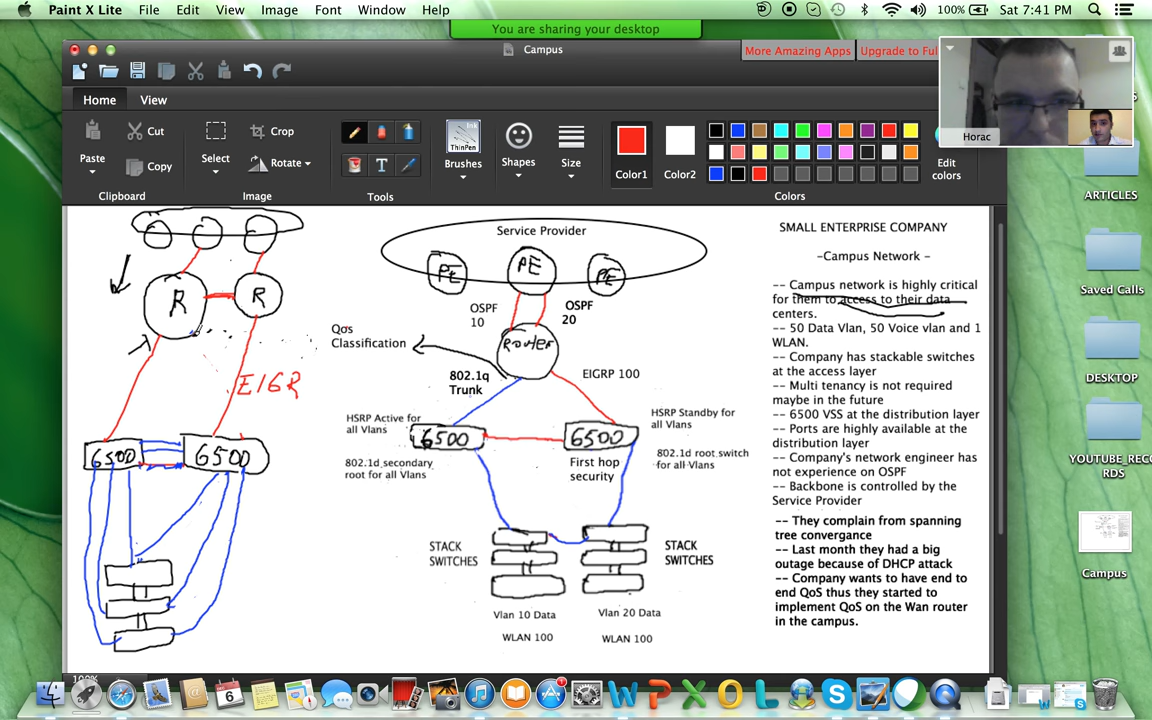 Paint X Lite File Edit View Image Font Window Help
100% Sat 7:41 PM
You are sharing your desktop
Campus
More Amazing Apps Upgrade to Ful
Horac
Home View
Paste
Cut
Copy
Clipboard
Select
Crop
Rotate
Image
Tools
Ink
ThinPen
Brushes
Shapes
Size
Color1
Color2
Edit
colors
Colors
R R
EIGR
6500 6500
Service Provider
PE PE PE
OSPF
10
OSPF
20
Router
Qos
Classification
802.1q
Trunk
EIGRP 100
HSRP Active for
all Vlans
6500
802.1d secondary
root for all Vlans
HSRP Standby for
all Vlans
6500
First hop
security
802.1d root switch
for all Vlans
STACK
SWITCHES
STACK
SWITCHES
Vlan 10 Data
WLAN 100
Vlan 20 Data
WLAN 100
SMALL ENTERPRISE COMPANY
-Campus Network -
-- Campus network is highly critical
for them to access to their data
centers.
-- 50 Data Vlan, 50 Voice vlan and 1
WLAN.
-- Company has stackable switches
at the access layer
-- Multi tenancy is not required
maybe in the future
-- 6500 VSS at the distribution layer
-- Ports are highly available at the
distribution layer
-- Company's network engineer has
not experience on OSPF
-- Backbone is controlled by the
Service Provider
-- They complain from spanning
tree convergance
-- Last month they had a big
outage because of DHCP attack
-- Company wants to have end to
end QoS thus they started to
implement QoS on the Wan router
in the campus.
ARTICLES
Saved Calls
DESKTOP
YOUTUBE_RECO
RDS
Campus
100%